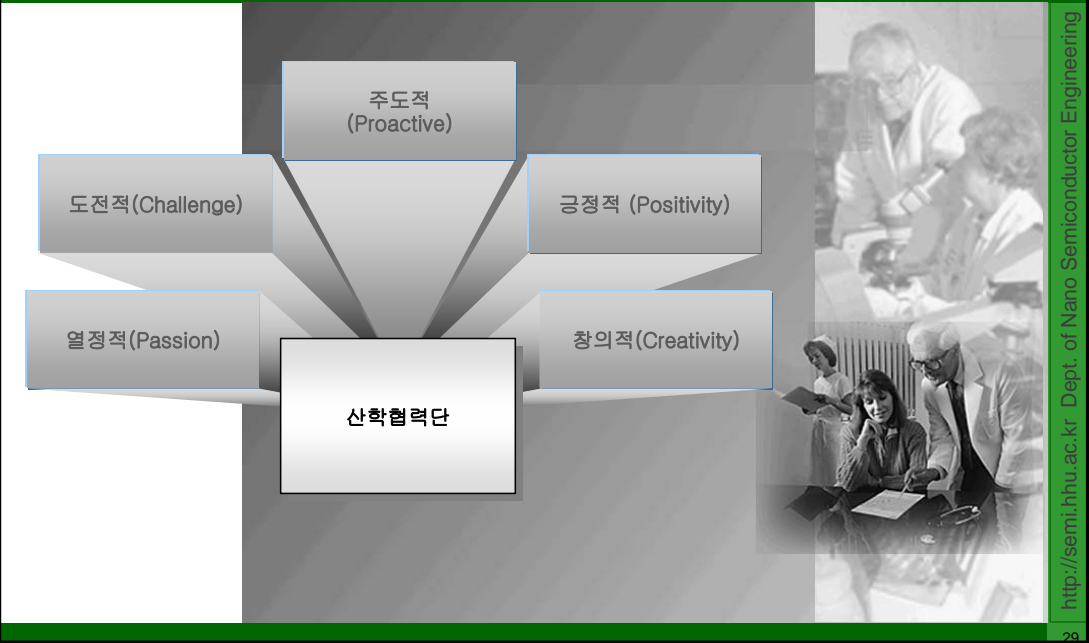 주도적
(Proactive)
도전적(Challenge)
긍정적 (Positivity)
열정적(Passion)
창의적(Creativity)
산학협력단
http://semi.hhu.ac.kr Dept. of Nano Semiconductor Engineering
29